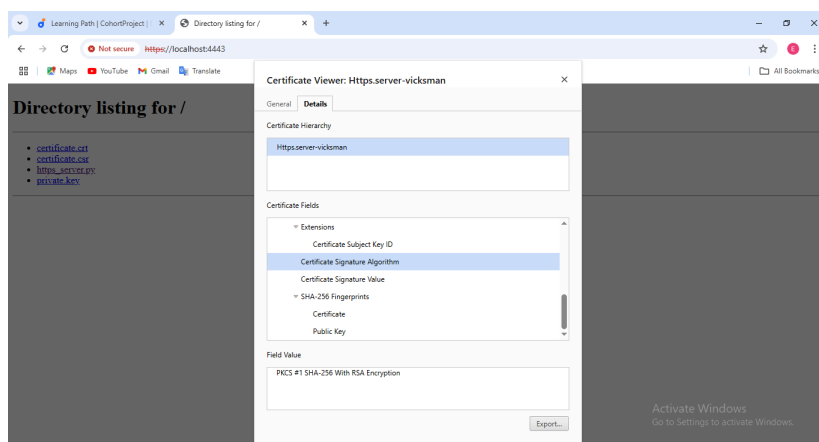 Learning Path | CohortProject |
Directory listing for /
Not secure https://localhost:4443
E
Maps
YouTube
Gmail
Translate
All Bookmarks
Directory listing for /
certificate.crt
certificate.csr
https_server.py
private.key
Certificate Viewer: Https.server-vicksman
General
Details
Certificate Hierarchy
Https.server-vicksman
Certificate Fields
Extensions
Certificate Subject Key ID
Certificate Signature Algorithm
Certificate Signature Value
SHA-256 Fingerprints
Certificate
Public Key
Field Value
PKCS #1 SHA-256 With RSA Encryption
Export...
Activate Windows
Go to Settings to activate Windows.